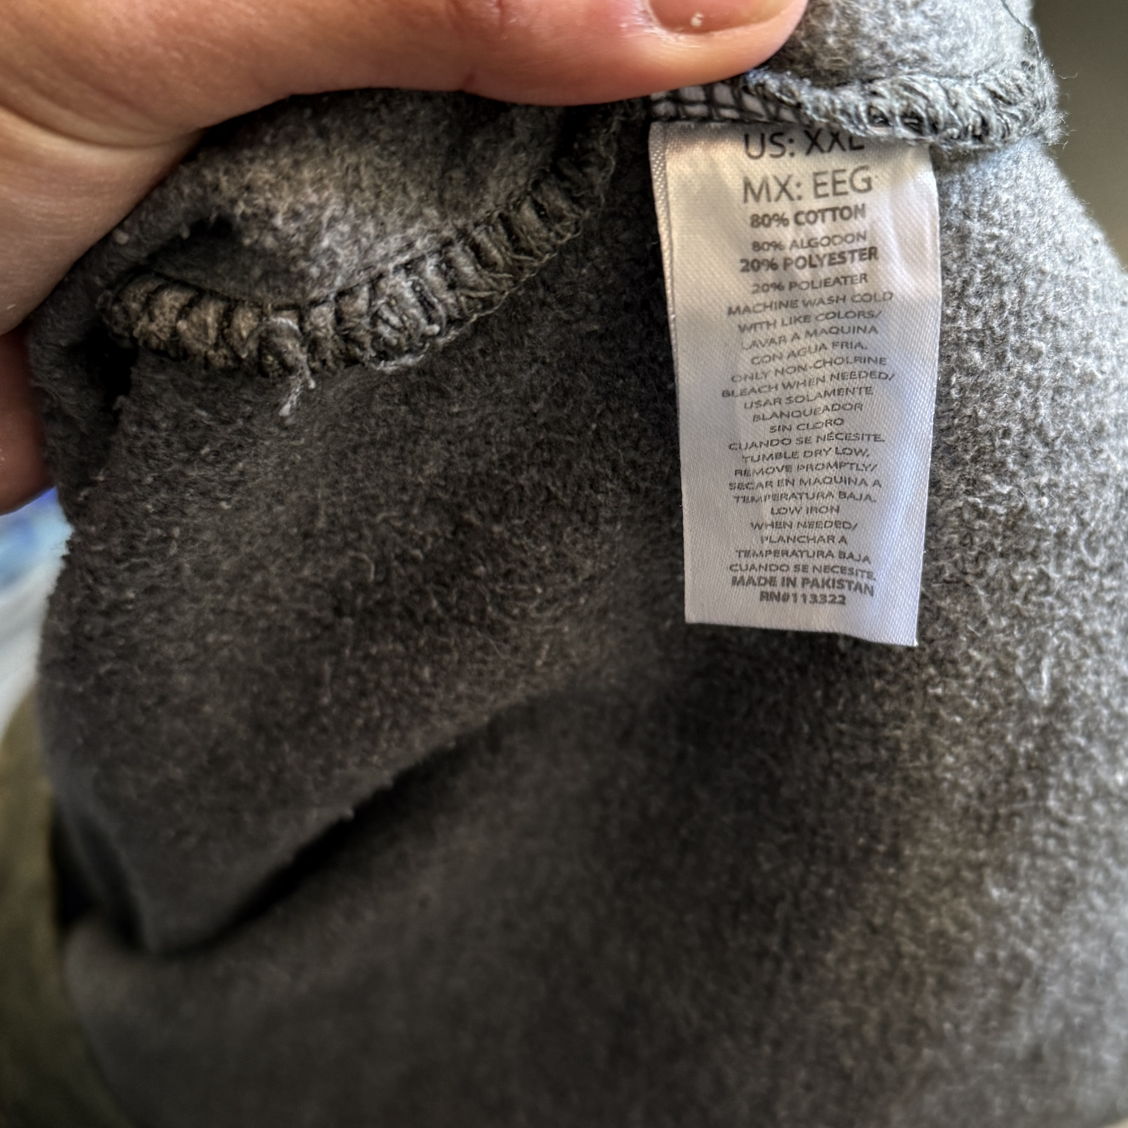 US: XXL
MX: EEG
80% COTTON
80% ALGODON
20% POLYESTER
20% POLIEATER
MACHINE WASH COLD
WITH LIKE COLORS/
LAVAR A MAQUINA
CON AGUA FRIA.
ONLY NON-CHOLRINE
BLEACH WHEN NEEDED/
USAR SOLAMENTE
BLANQUEADOR
SIN CLORO
CUANDO SE NECESITE.
TUMBLE DRY LOW,
REMOVE PROMPTLY/
SECAR EN MAQUINA A
TEMPERATURA BAJA.
LOW IRON
WHEN NEEDED/
PLANCHAR A
TEMPERATURA BAJA
CUANDO SE NECESITE.
MADE IN PAKISTAN
RN#113322